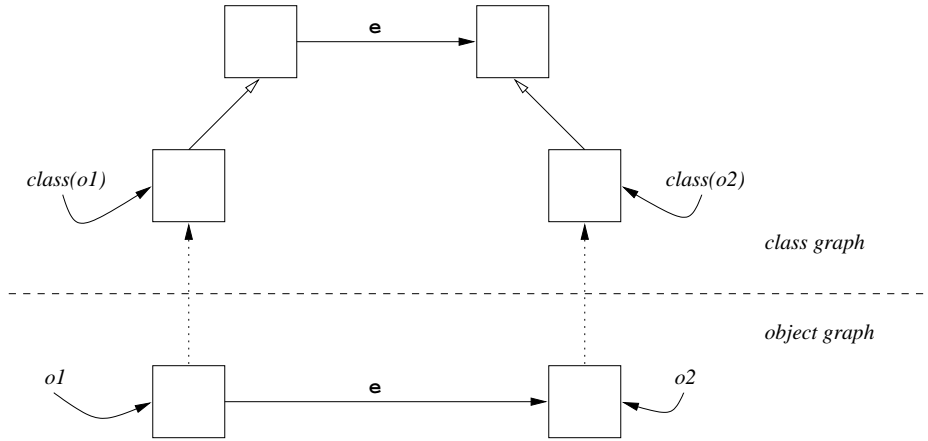 e
class(o1)
class(o2)
class graph
object graph
o1
e
o2